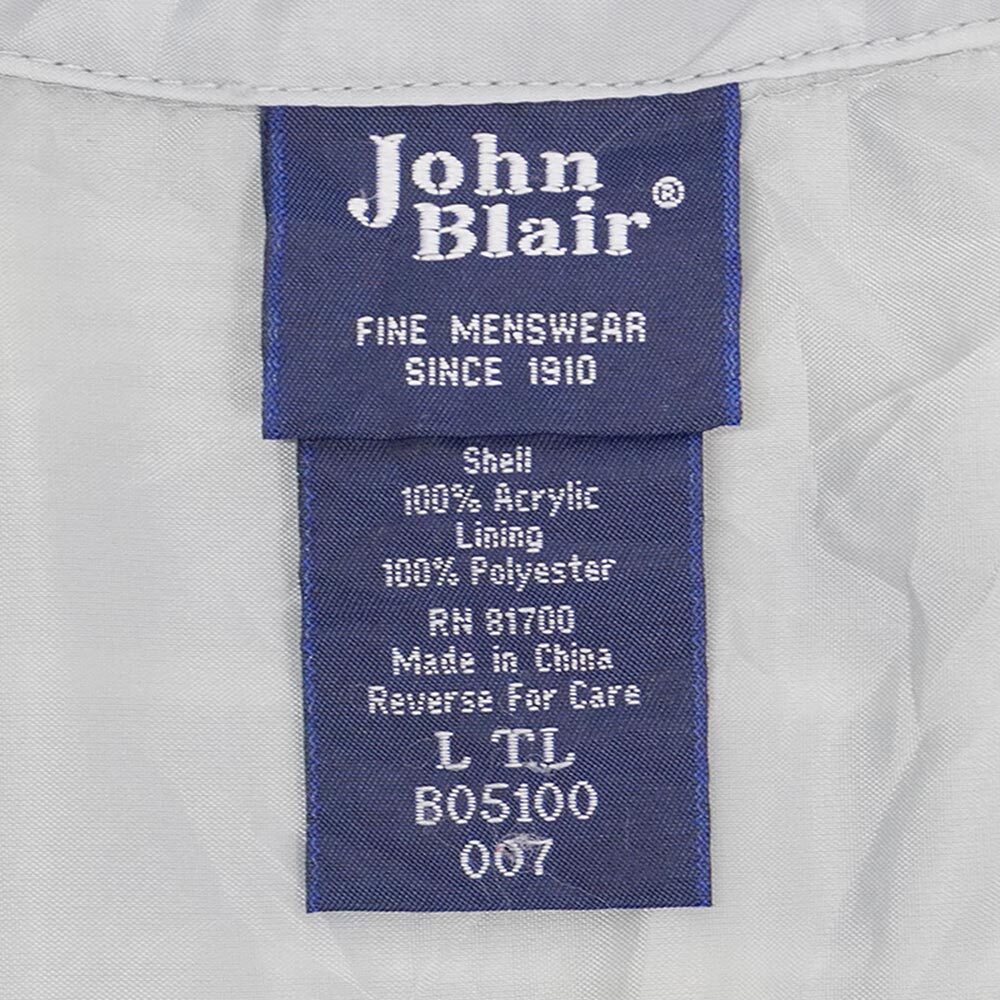 John
Blair®
FINE MENSWEAR
SINCE 1910
Shell
100% Acrylic
Lining
100% Polyester
RN 81700
Made in China
Reverse For Care
L TL
B05100
007